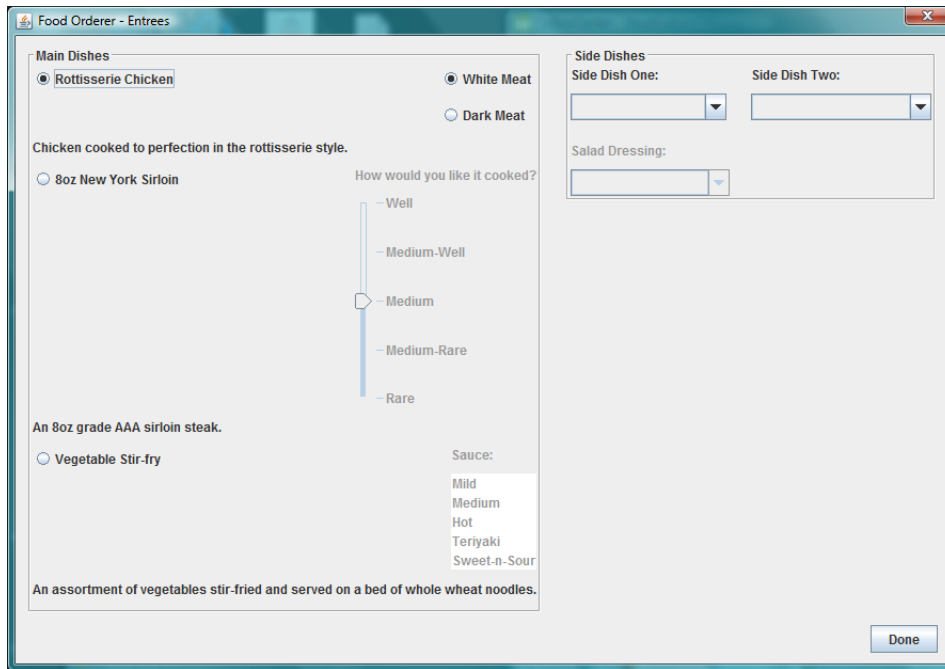 Food Orderer - Entrees
X
Main Dishes
Rottisserie Chicken
White Meat
Dark Meat
Chicken cooked to perfection in the rottisserie style.
8oz New York Sirloin
How would you like it cooked?
Well
Medium-Well
Medium
Medium-Rare
Rare
An 8oz grade AAA sirloin steak.
Vegetable Stir-fry
Sauce:
Mild
Medium
Hot
Teriyaki
Sweet-n-Sour
An assortment of vegetables stir-fried and served on a bed of whole wheat noodles.
Side Dishes
Side Dish One:
Side Dish Two:
Salad Dressing:
Done